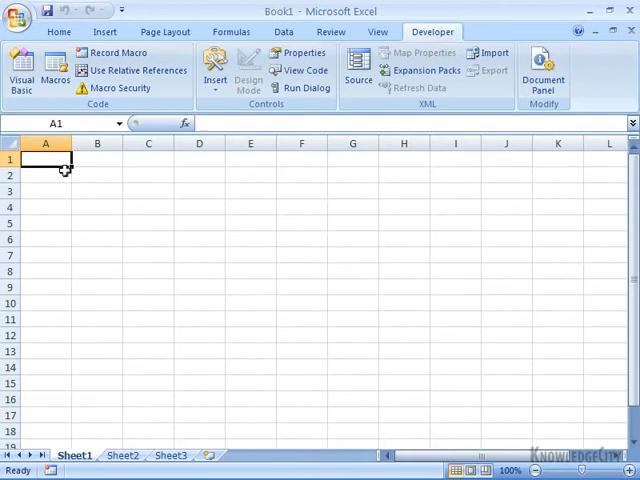 Book1 - Microsoft Excel
Home Insert Page Layout Formulas Data Review View Developer
Visual Basic
Macros
Record Macro
Use Relative References
Macro Security
Code
Insert
Design Mode
Properties
View Code
Run Dialog
Controls
Source
Map Properties
Expansion Packs
Refresh Data
Import
Export
XML
Document Panel
Modify
A1 fx
A B C D E F G H I J K L
1
2
3
4
5
6
7
8
9
10
11
12
13
14
15
16
17
18
19
Sheet1 Sheet2 Sheet3
KnowledgeCity
Ready 100%